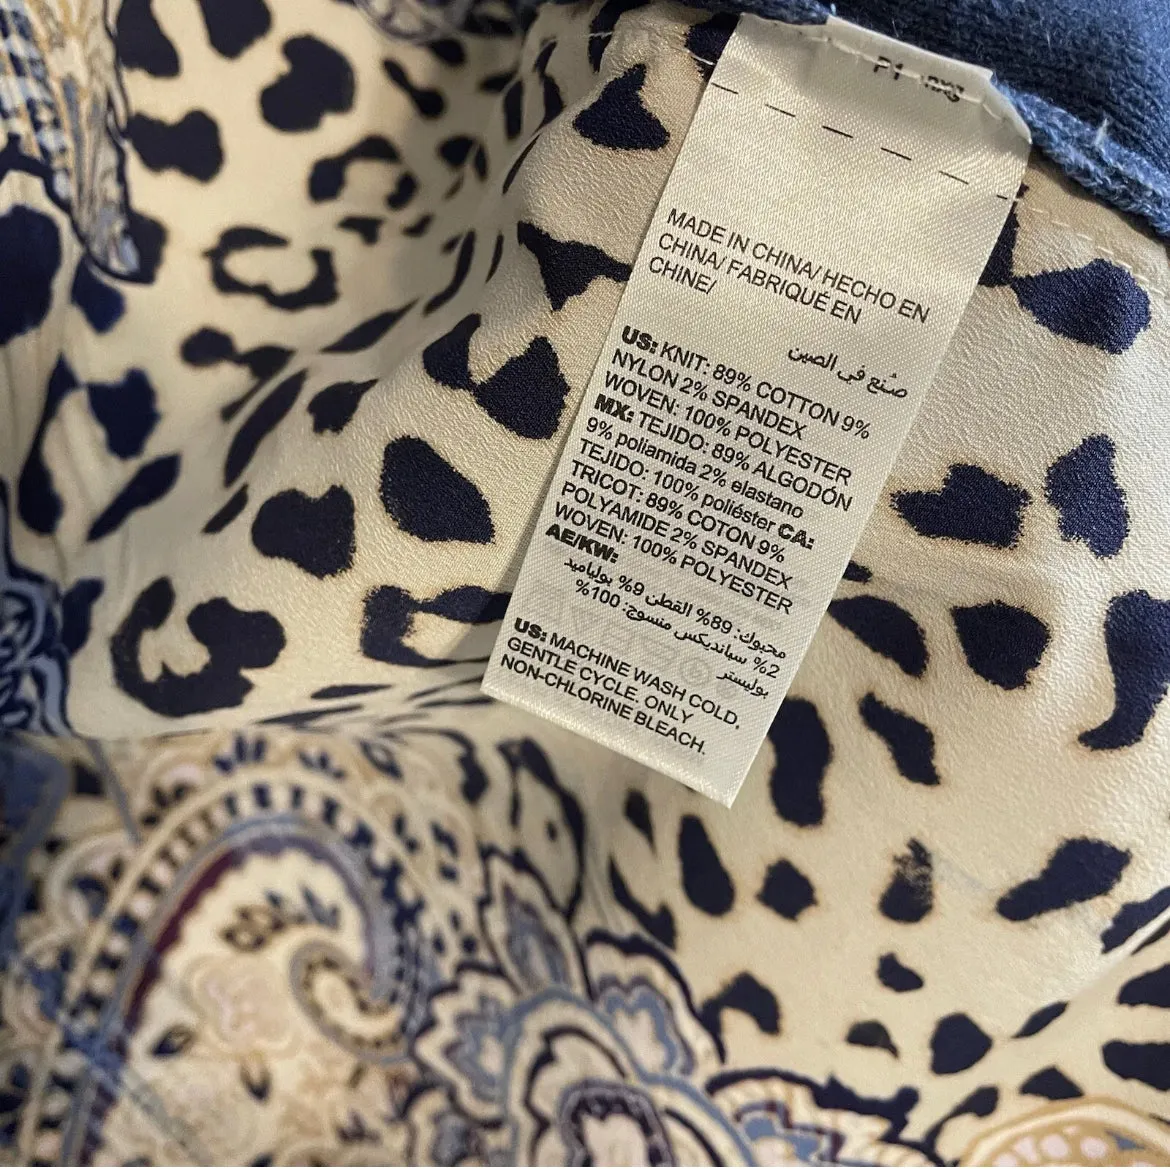 MADE IN CHINA/ HECHO EN
CHINA/ FABRIQUÉ EN
CHINE/
صُنع في الصين
US: KNIT: 89% COTTON 9%
NYLON 2% SPANDEX
WOVEN: 100% POLYESTER
MX: TEJIDO: 89% ALGODÓN
9% poliamida 2% elastano
TEJIDO: 100% poliéster CA:
TRICOT: 89% COTON 9%
POLYAMIDE 2% SPANDEX
WOVEN: 100% POLYESTER
AE/KW:
محبوك: 89% القطن 9% بولياميد
2% سبانديكس منسوج: 100%
بوليستر
US: MACHINE WASH COLD,
GENTLE CYCLE. ONLY
NON-CHLORINE BLEACH.